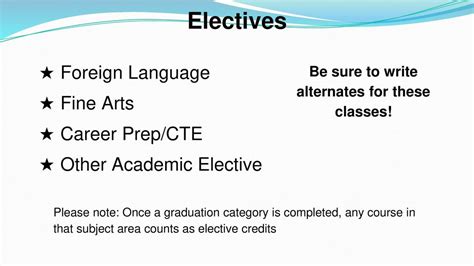 Electives
★ Foreign Language
★ Fine Arts
★ Career Prep/CTE
★ Other Academic Elective
Be sure to write
alternates for these
classes!
Please note: Once a graduation category is completed, any course in
that subject area counts as elective credits